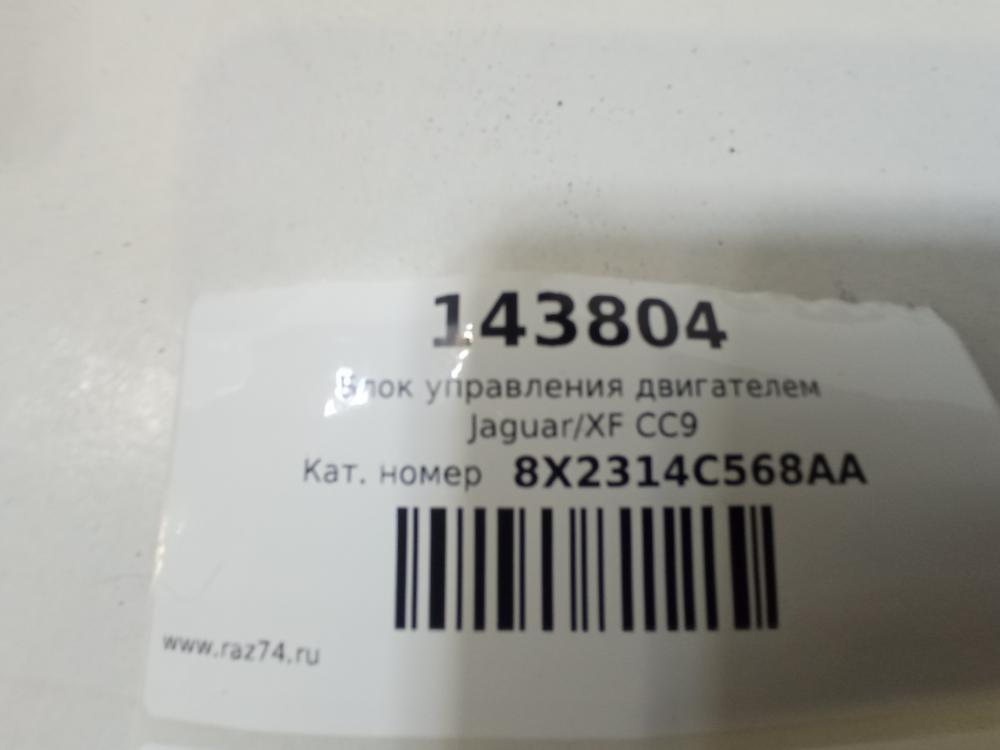 143804
Блок управления двигателем
Jaguar/XF CC9
Кат. номер 8X2314C568AA
www.raz74.ru